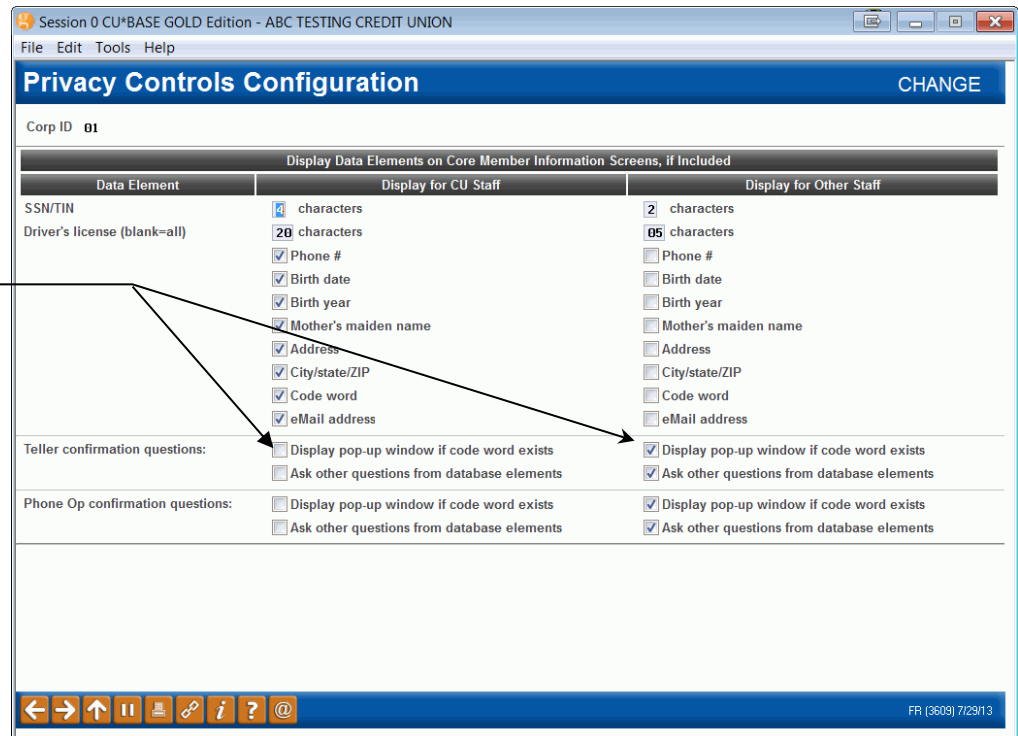 Session 0 CU*BASE GOLD Edition - ABC TESTING CREDIT UNION
File Edit Tools Help
Privacy Controls Configuration CHANGE
Corp ID 01
Display Data Elements on Core Member Information Screens, if Included
Data Element Display for CU Staff Display for Other Staff
SSN/TIN 4 characters 2 characters
Driver's license (blank=all) 20 characters 05 characters
Phone # Phone #
Birth date Birth date
Birth year Birth year
Mother's maiden name Mother's maiden name
Address Address
City/state/ZIP City/state/ZIP
Code word Code word
eMail address eMail address
Teller confirmation questions: Display pop-up window if code word exists Display pop-up window if code word exists
Ask other questions from database elements Ask other questions from database elements
Phone Op confirmation questions: Display pop-up window if code word exists Display pop-up window if code word exists
Ask other questions from database elements Ask other questions from database elements
FR (3609) 7/29/13